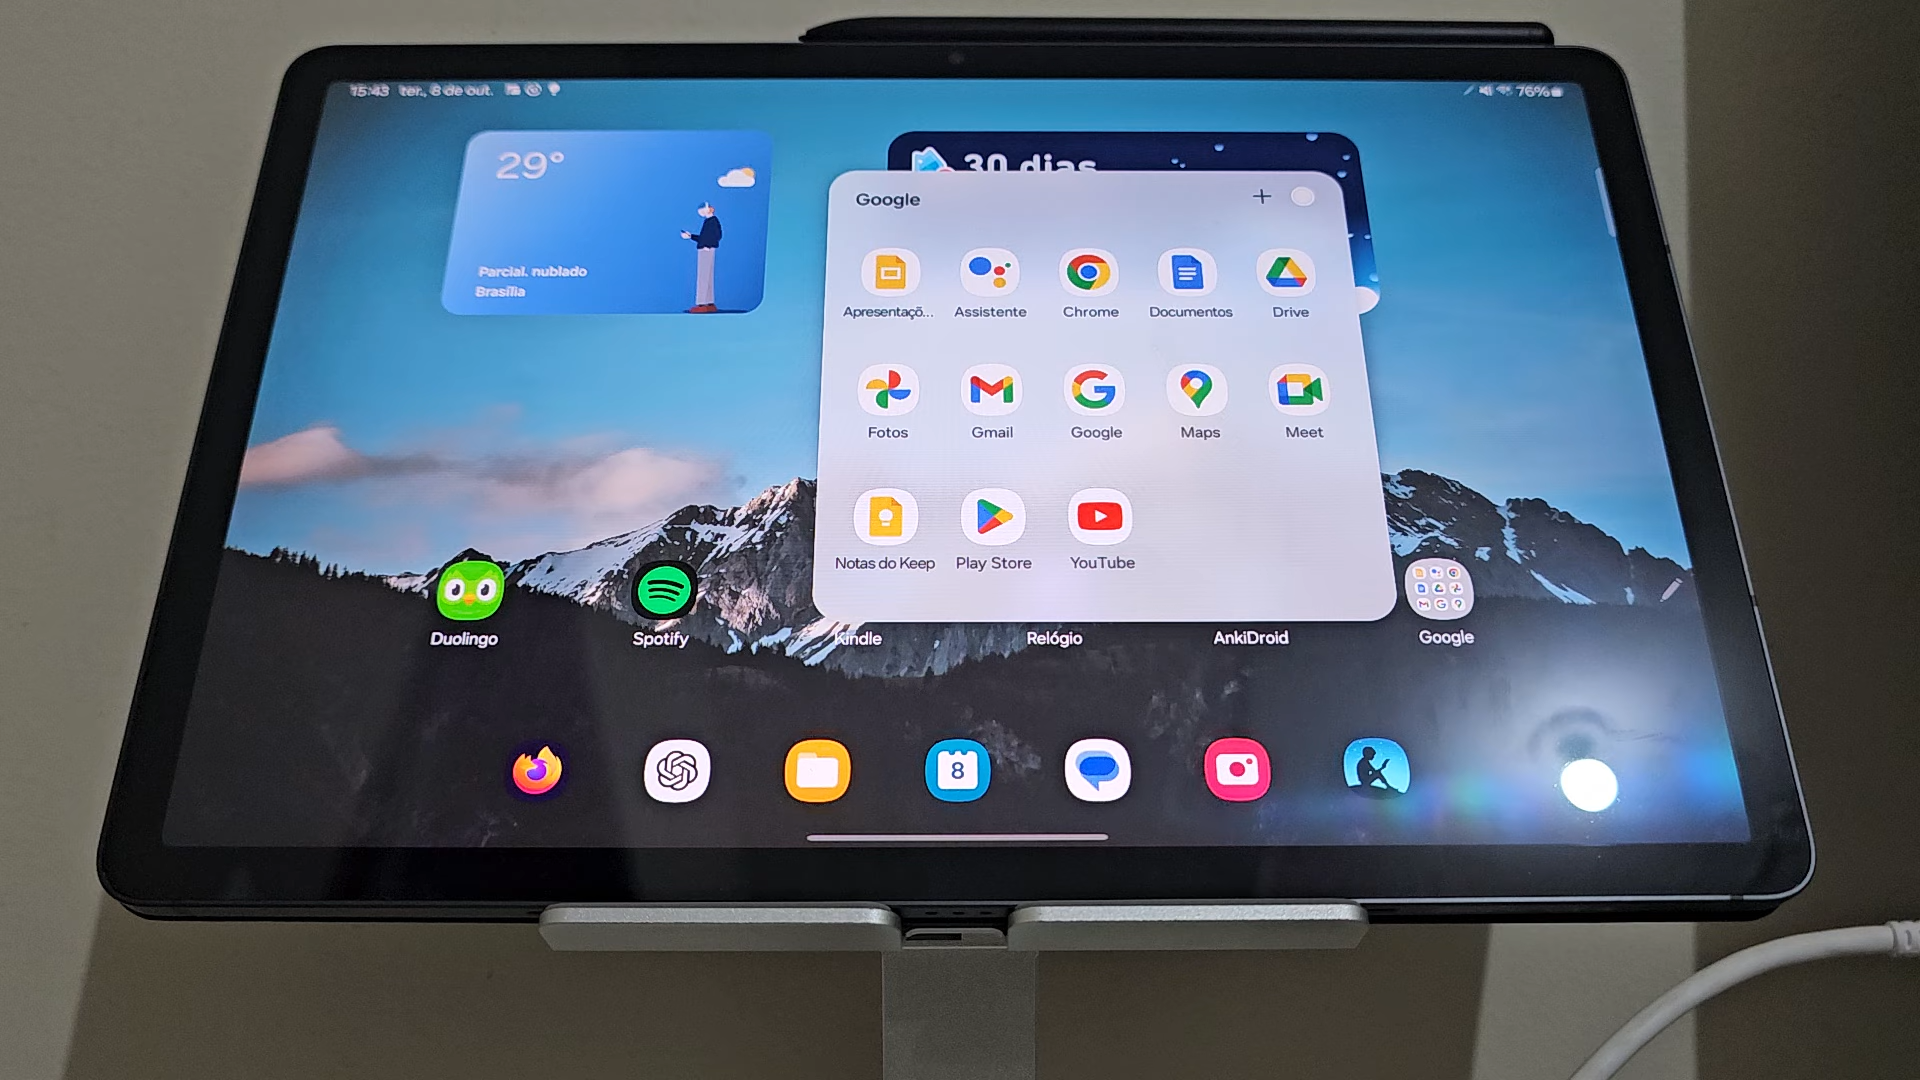 15:43 ter., 8 de out.
76%
29°
Parcial. nublado
Brasília
30 dias
Google
Apresentaçõ...
Assistente
Chrome
Documentos
Drive
Fotos
Gmail
Google
Maps
Meet
Notas do Keep
Play Store
YouTube
Duolingo
Spotify
Kindle
Relógio
AnkiDroid
Google
8